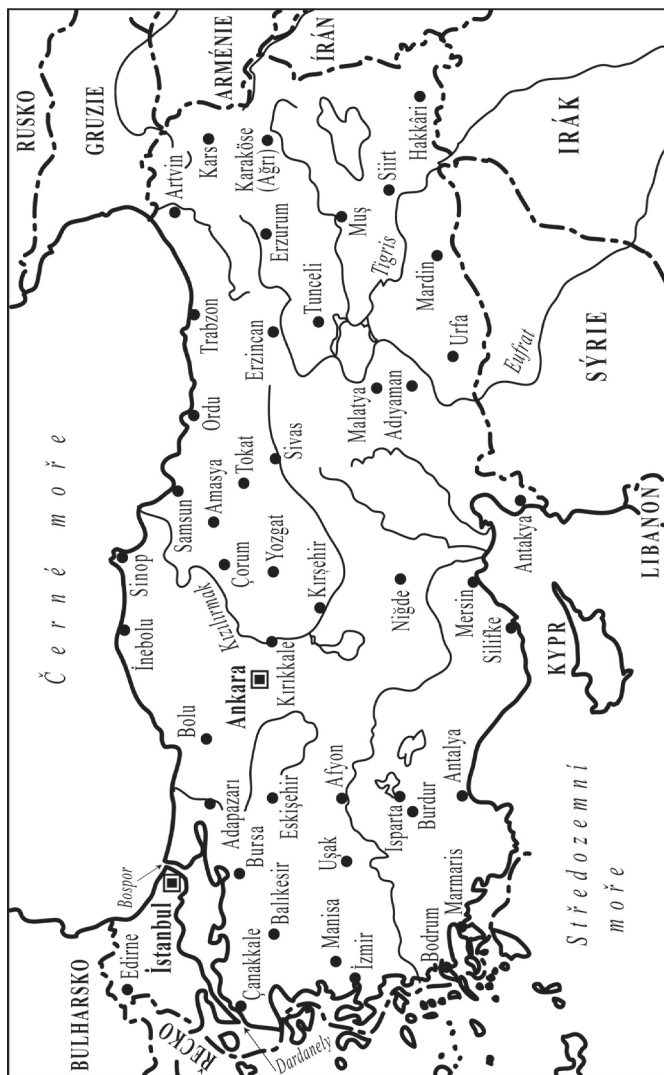 BULHARSKO
Edirne
İstanbul
Bospor
ŘECKO
Dardanely
Černé moře
RUSKO
GRUZIE
ARMÉNIE
ÍRÁN
Çanakkale
Balıkesir
Bursa
Adapazarı
Bolu
Manisa
İzmir
Uşak
Eskişehir
Afyon
Ankara
Kırıkkale
İnebolu
Sinop
Kızılırmak
Samsun
Çorum
Amasya
Yozgat
Tokat
Kırşehir
Sivas
Ordu
Trabzon
Erzincan
Tunceli
Erzurum
Artvin
Kars
Karaköse
(Ağrı)
Muş
Siirt
Hakkâri
Tigris
Mardin
Malatya
Adıyaman
Urfa
Eufrat
Bodrum
Marmaris
Isparta
Burdur
Antalya
Niğde
Mersin
Silifke
Antakya
KYPR
LIBANON
SÝRIE
IRÁK
Středozemní
moře